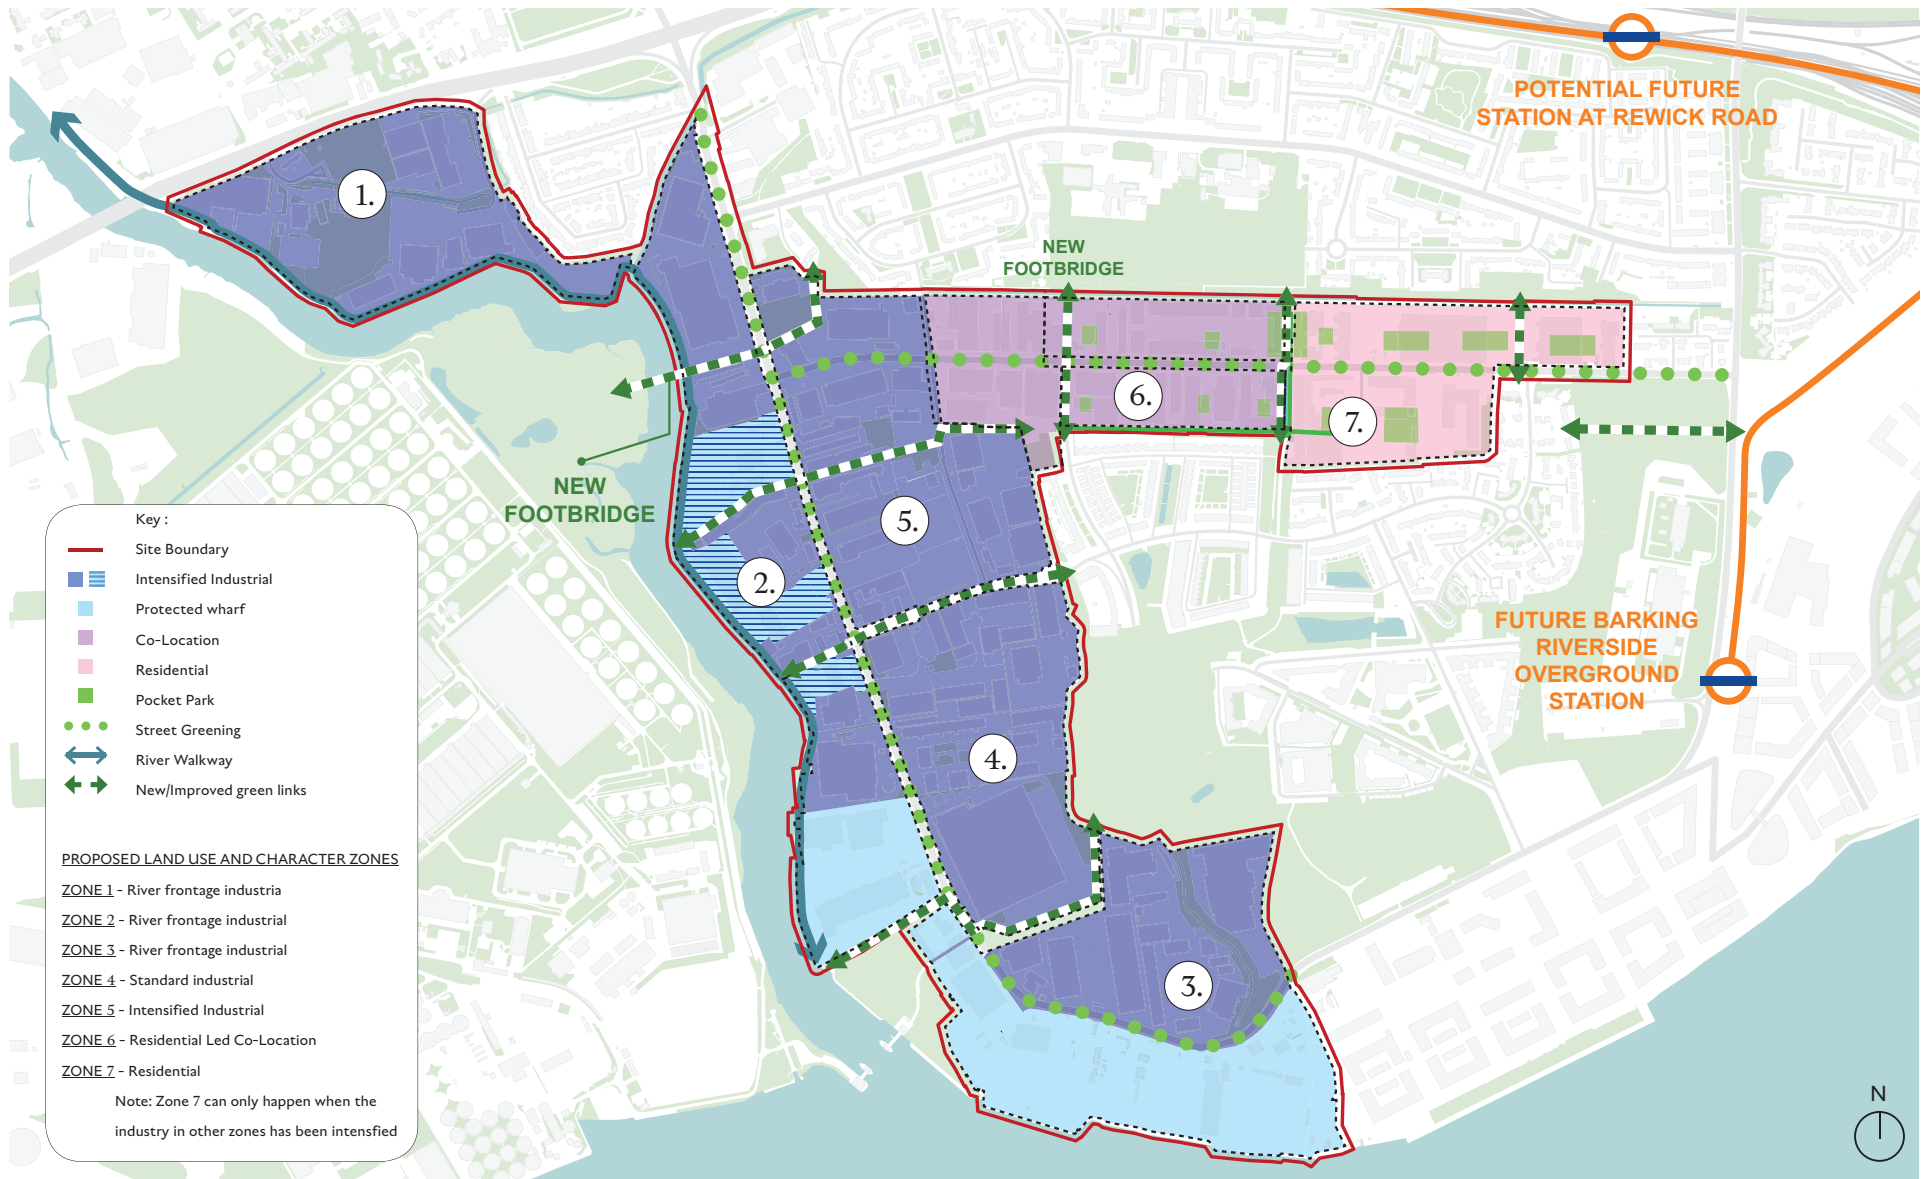 POTENTIAL FUTURE
STATION AT REWICK ROAD
1.
NEW
FOOTBRIDGE
6.
7.
NEW
FOOTBRIDGE
5.
2.
FUTURE BARKING
RIVERSIDE
OVERGROUND
STATION
4.
3.
N
Key :
Site Boundary
Intensified Industrial
Protected wharf
Co-Location
Residential
Pocket Park
Street Greening
River Walkway
New/Improved green links
PROPOSED LAND USE AND CHARACTER ZONES
ZONE 1 - River frontage industria
ZONE 2 - River frontage industrial
ZONE 3 - River frontage industrial
ZONE 4 - Standard industrial
ZONE 5 - Intensified Industrial
ZONE 6 - Residential Led Co-Location
ZONE 7 - Residential
Note: Zone 7 can only happen when the
industry in other zones has been intensfied